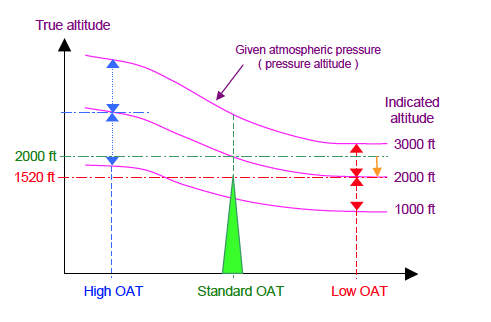 True altitude
Given atmospheric pressure
( pressure altitude )
Indicated
altitude
3000 ft
2000 ft
2000 ft
1520 ft
1000 ft
High OAT
Standard OAT
Low OAT